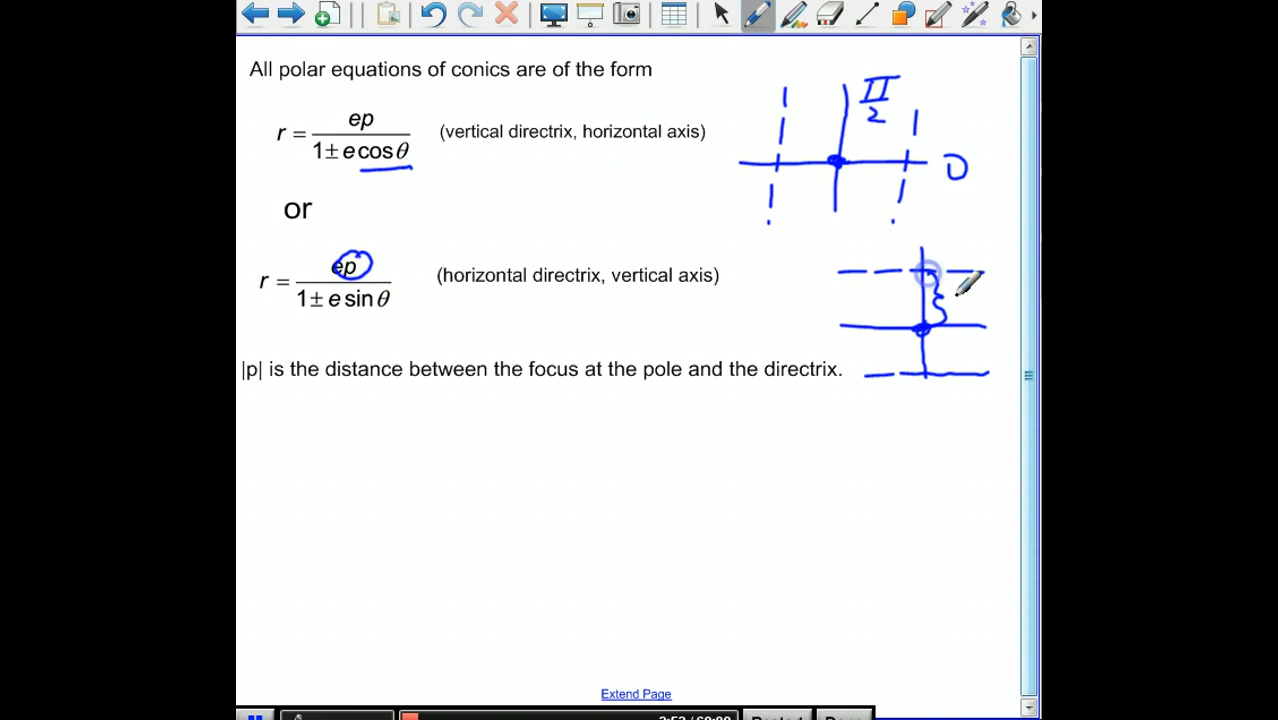 All polar equations of conics are of the form
r = ep / 1 ± e cos θ (vertical directrix, horizontal axis)
π/2
0
or
r = ep / 1 ± e sin θ (horizontal directrix, vertical axis)
|p| is the distance between the focus at the pole and the directrix.
Extend Page